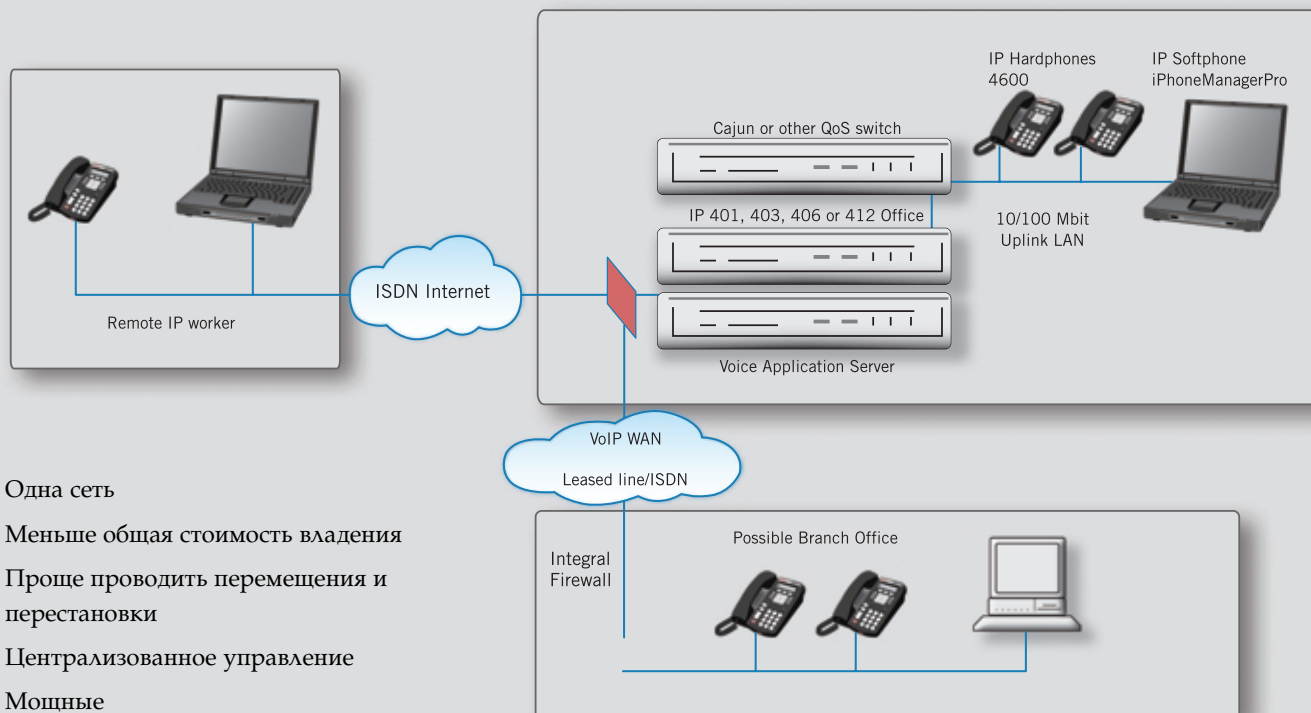 IP Hardphones
4600
IP Softphone
iPhoneManagerPro
Cajun or other QoS switch
IP 401, 403, 406 or 412 Office
10/100 Mbit
Uplink LAN
ISDN Internet
Remote IP worker
Voice Application Server
VoIP WAN
Leased line/ISDN
Одна сеть
Меньше общая стоимость владения
Проще проводить перемещения и
перестановки
Централизованное управление
Мощные
Integral
Firewall
Possible Branch Office